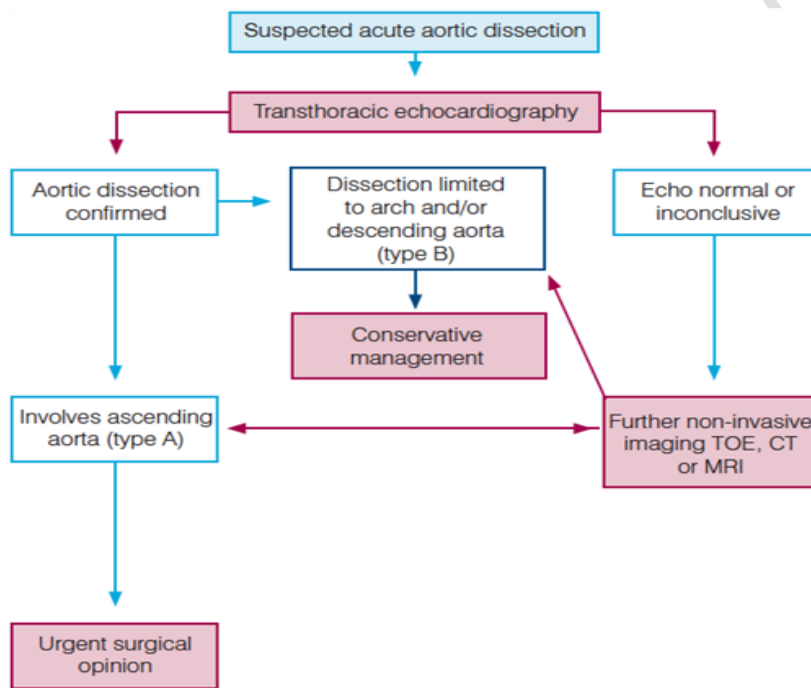 Suspected acute aortic dissection
Transthoracic echocardiography
Aortic dissection
confirmed
Dissection limited
to arch and/or
descending aorta
(type B)
Echo normal or
inconclusive
Conservative
management
Involves ascending
aorta (type A)
Further non-invasive
imaging TOE, CT
or MRI
Urgent surgical
opinion